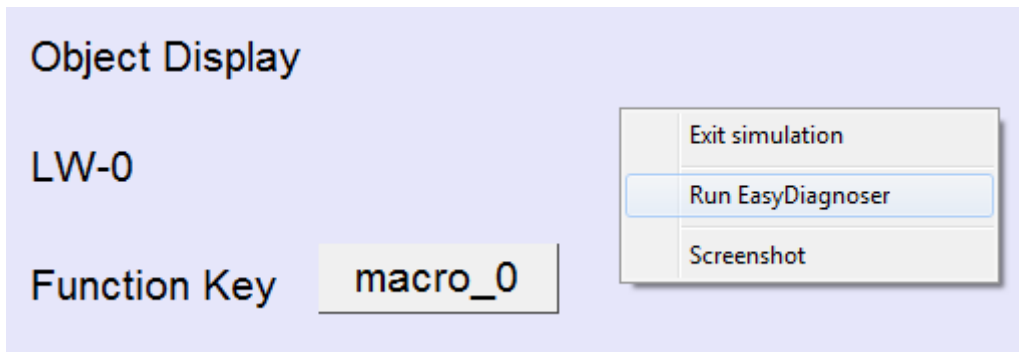 Object Display
LW-0
Function Key
macro_0
Exit simulation
Run EasyDiagnoser
Screenshot